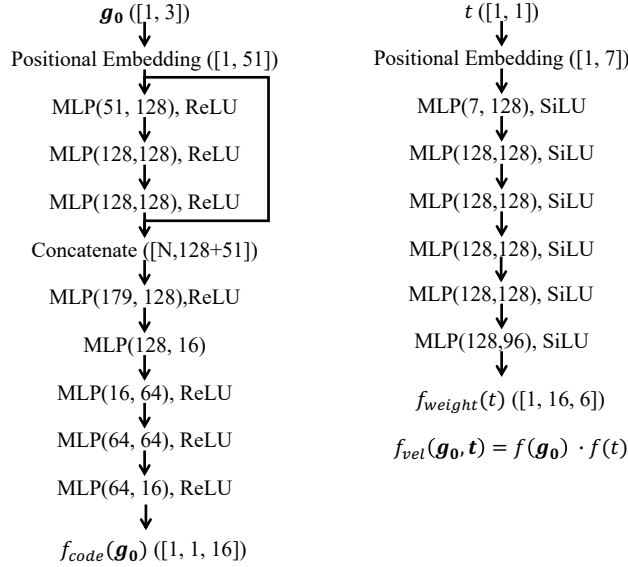 g₀ ([1, 3])
Positional Embedding ([1, 51])
MLP(51, 128), ReLU
MLP(128,128), ReLU
MLP(128,128), ReLU
Concatenate ([N,128+51])
MLP(179, 128),ReLU
MLP(128, 16)
MLP(16, 64), ReLU
MLP(64, 64), ReLU
MLP(64, 16), ReLU
f_code(g₀) ([1, 1, 16])
t ([1, 1])
Positional Embedding ([1, 7])
MLP(7, 128), SiLU
MLP(128,128), SiLU
MLP(128,128), SiLU
MLP(128,128), SiLU
MLP(128,128), SiLU
MLP(128,96), SiLU
f_weight(t) ([1, 16, 6])
f_vel(g₀, t) = f(g₀) · f(t)